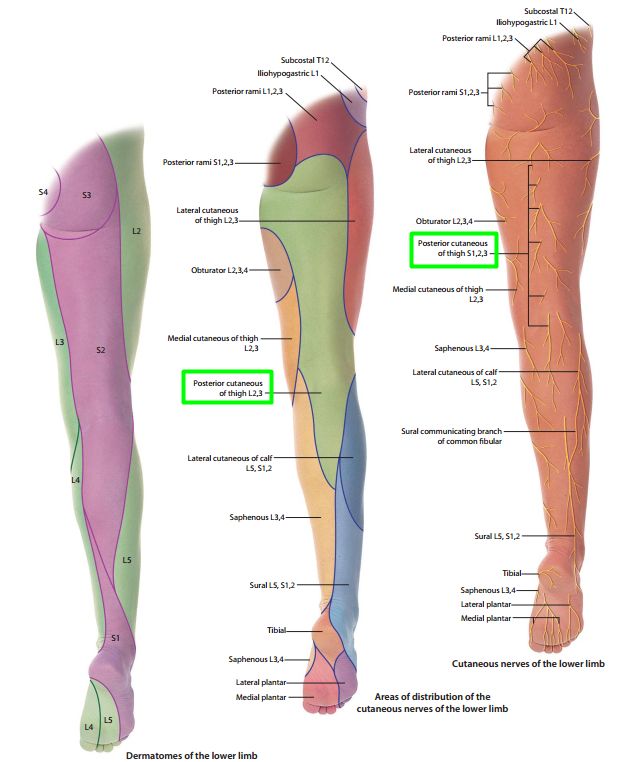 S4
S3
L2
L3
S2
L4
L5
S1
L4
L5
Dermatomes of the lower limb
Subcostal T12
Iliohypogastric L1
Posterior rami L1,2,3
Posterior rami S1,2,3
Lateral cutaneous
of thigh L2,3
Obturator L2,3,4
Medial cutaneous of thigh
L2,3
Posterior cutaneous
of thigh L2,3
Lateral cutaneous of calf
L5, S1,2
Saphenous L3,4
Sural L5, S1,2
Tibial
Saphenous L3,4
Lateral plantar
Medial plantar
Areas of distribution of the
cutaneous nerves of the lower limb
Subcostal T12
Iliohypogastric L1
Posterior rami L1,2,3
Posterior rami S1,2,3
Lateral cutaneous
of thigh L2,3
Obturator L2,3,4
Posterior cutaneous
of thigh S1,2,3
Medial cutaneous of thigh
L2,3
Saphenous L3,4
Lateral cutaneous of calf
L5, S1,2
Sural communicating branch
of common fibular
Sural L5, S1,2
Tibial
Saphenous L3,4
Lateral plantar
Medial plantar
Cutaneous nerves of the lower limb